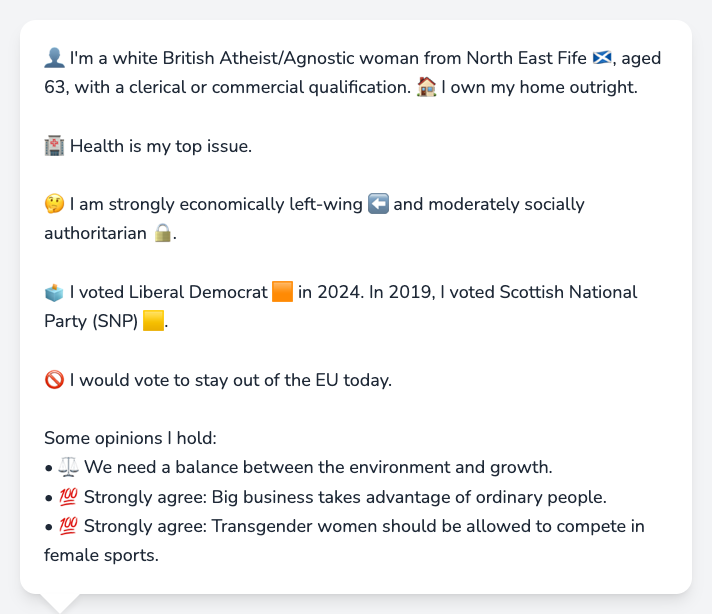 👤 I'm a white British Atheist/Agnostic woman from North East Fife 🏴󠁧󠁢󠁳󠁣󠁴󠁿, aged
63, with a clerical or commercial qualification. 🏠 I own my home outright.
🏥 Health is my top issue.
🤔 I am strongly economically left-wing ⬅️ and moderately socially
authoritarian 🔒.
🗳️ I voted Liberal Democrat 🟧 in 2024. In 2019, I voted Scottish National
Party (SNP) 🟨.
🚫 I would vote to stay out of the EU today.
Some opinions I hold:
• ⚖️ We need a balance between the environment and growth.
• 💯 Strongly agree: Big business takes advantage of ordinary people.
• 💯 Strongly agree: Transgender women should be allowed to compete in
female sports.